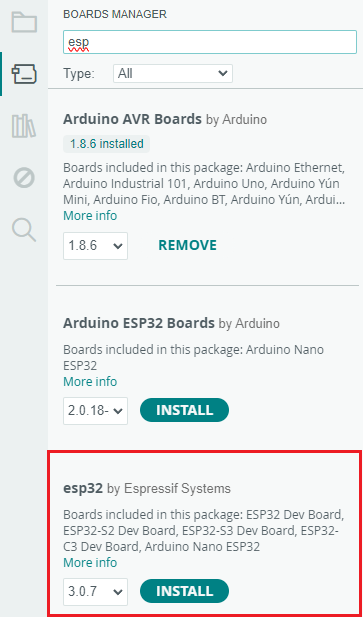 BOARDS MANAGER
esp
Type: All
Arduino AVR Boards by Arduino
1.8.6 installed
Boards included in this package: Arduino Ethernet,
Arduino Industrial 101, Arduino Uno, Arduino Yún
Mini, Arduino Fio, Arduino BT, Arduino Yún, Ardui...
More info
1.8.6 REMOVE
Arduino ESP32 Boards by Arduino
Boards included in this package: Arduino Nano
ESP32
More info
2.0.18- INSTALL
esp32 by Espressif Systems
Boards included in this package: ESP32 Dev Board,
ESP32-S2 Dev Board, ESP32-S3 Dev Board, ESP32-
C3 Dev Board, Arduino Nano ESP32
More info
3.0.7 INSTALL